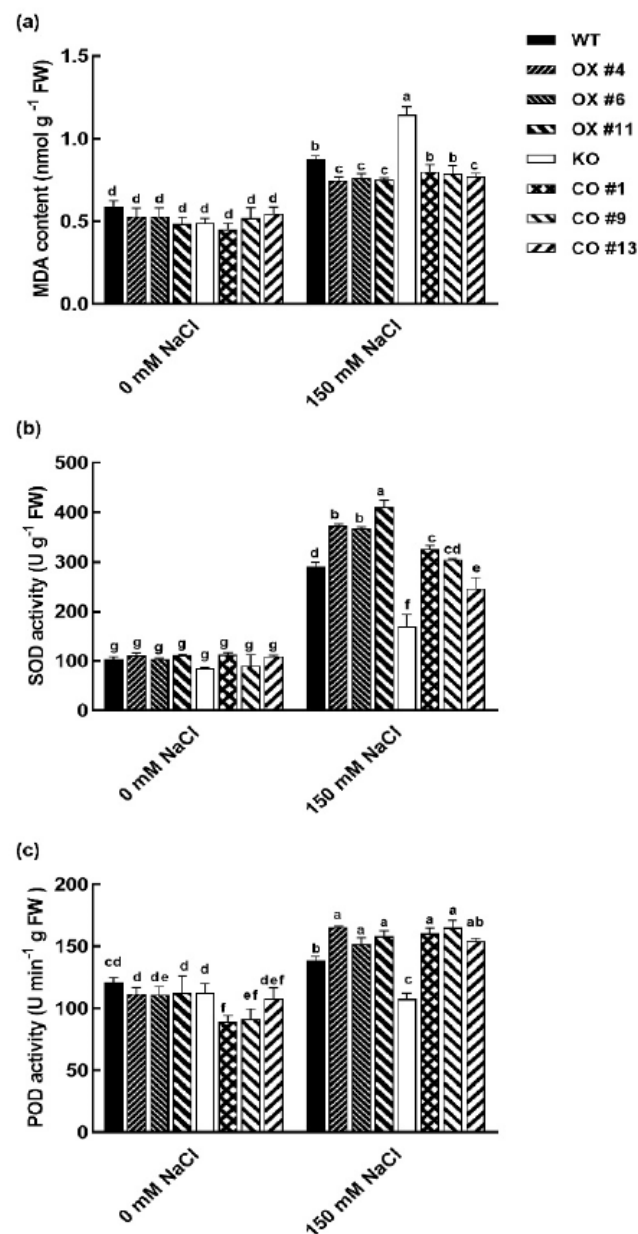 (a)
MDA content (nmol g⁻¹ FW)
1.5
1.0
0.5
0.0
d d d d d d d d
b c c c a b b c
0 mM NaCl
150 mM NaCl
WT
OX #4
OX #6
OX #11
KO
CO #1
CO #9
CO #13
(b)
SOD activity (U g⁻¹ FW)
500
400
300
200
100
0
g g g g g g g g
d b b a f c cd e
0 mM NaCl
150 mM NaCl
(c)
POD activity (U min⁻¹ g FW)
200
150
100
50
0
cd d de d d f ef def
b a a a c a a ab
0 mM NaCl
150 mM NaCl